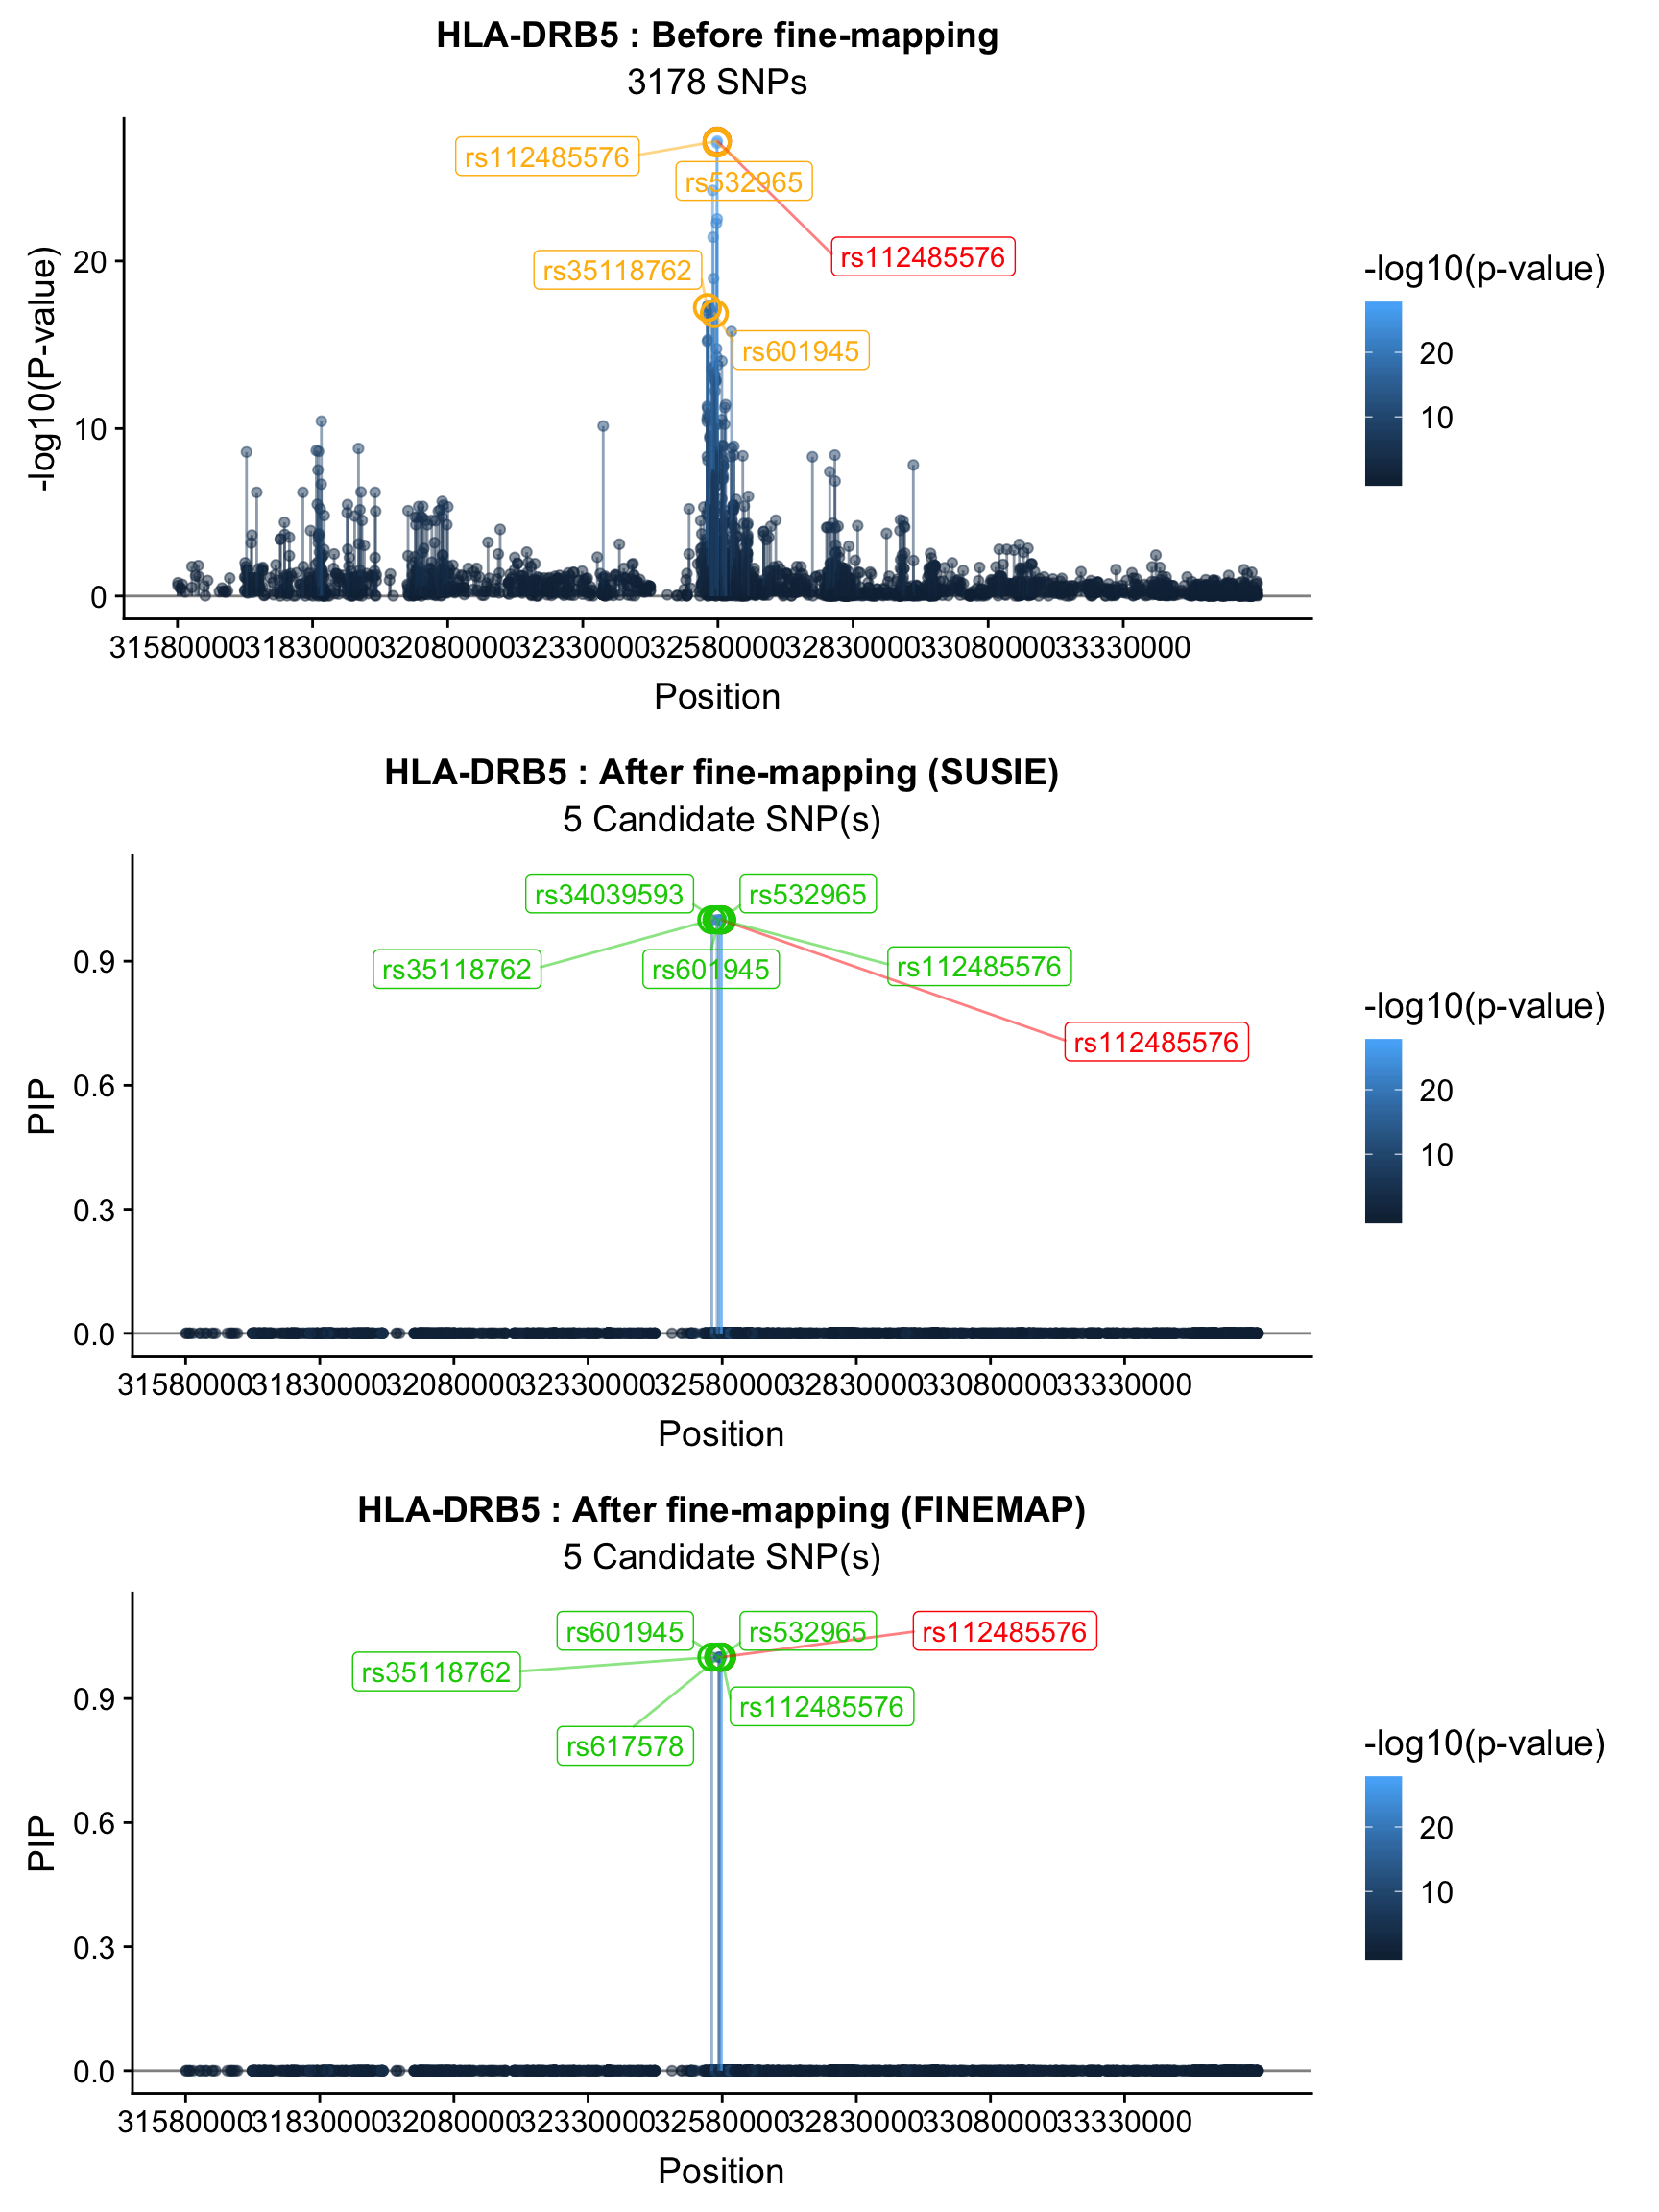 HLA-DRB5 : Before fine-mapping
3178 SNPs
rs112485576
rs532965
rs112485576
rs35118762
rs601945
-log10(P-value)
20
10
0
31580000 31830000 32080000 32330000 32580000 32830000 33080000 33330000
Position
-log10(p-value)
20
10
HLA-DRB5 : After fine-mapping (SUSIE)
5 Candidate SNP(s)
rs34039593
rs532965
rs35118762
rs601945
rs112485576
rs112485576
PIP
0.9
0.6
0.3
0.0
31580000 31830000 32080000 32330000 32580000 32830000 33080000 33330000
Position
-log10(p-value)
20
10
HLA-DRB5 : After fine-mapping (FINEMAP)
5 Candidate SNP(s)
rs601945
rs532965
rs112485576
rs35118762
rs112485576
rs617578
PIP
0.9
0.6
0.3
0.0
31580000 31830000 32080000 32330000 32580000 32830000 33080000 33330000
Position
-log10(p-value)
20
10